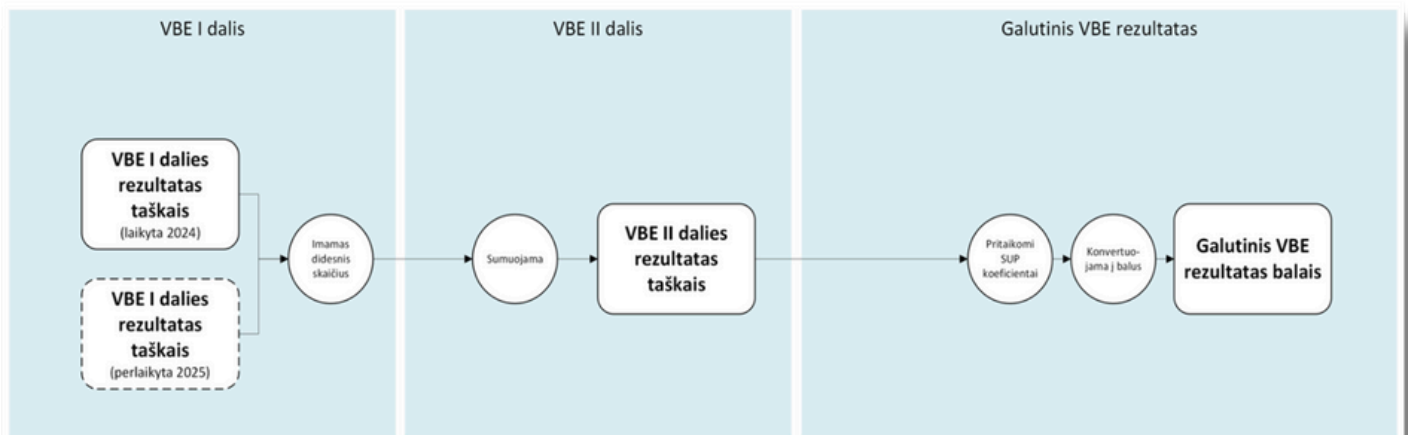 VBE I dalis
VBE I dalies
rezultatas
taškais
(laikyta 2024)
VBE I dalies
rezultatas
taškais
(perlaikyta 2025)
Imamas
didesnis
skaičius
VBE II dalis
Sumuojama
VBE II dalies
rezultatas
taškais
Galutinis VBE rezultatas
Pritaikomi
SUP
koeficientai
Konvertuo-
jama į balus
Galutinis VBE
rezultatas balais